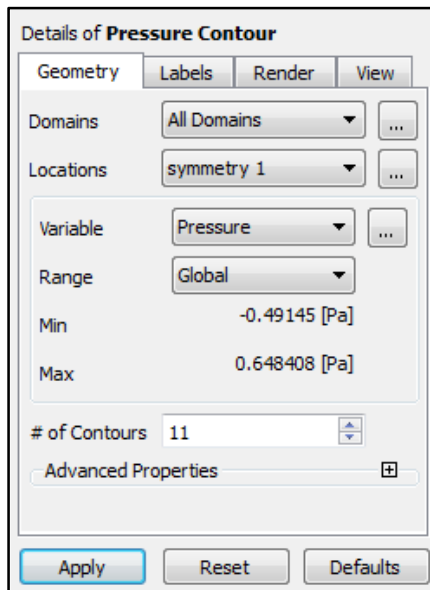 Details of Pressure Contour
Geometry Labels Render View
Domains All Domains ...
Locations symmetry 1 ...
Variable Pressure ...
Range Global
Min -0.49145 [Pa]
Max 0.648408 [Pa]
# of Contours 11
Advanced Properties
Apply Reset Defaults